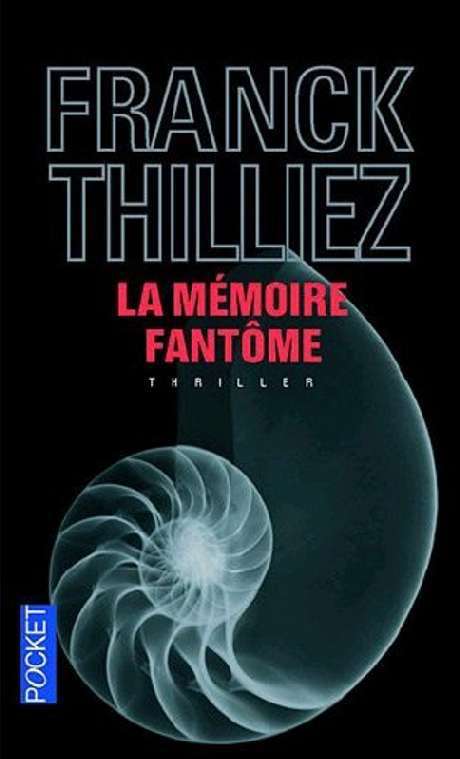 FRANCK
THILLIEZ
LA MÉMOIRE
FANTÔME
THRILLER
POCKET